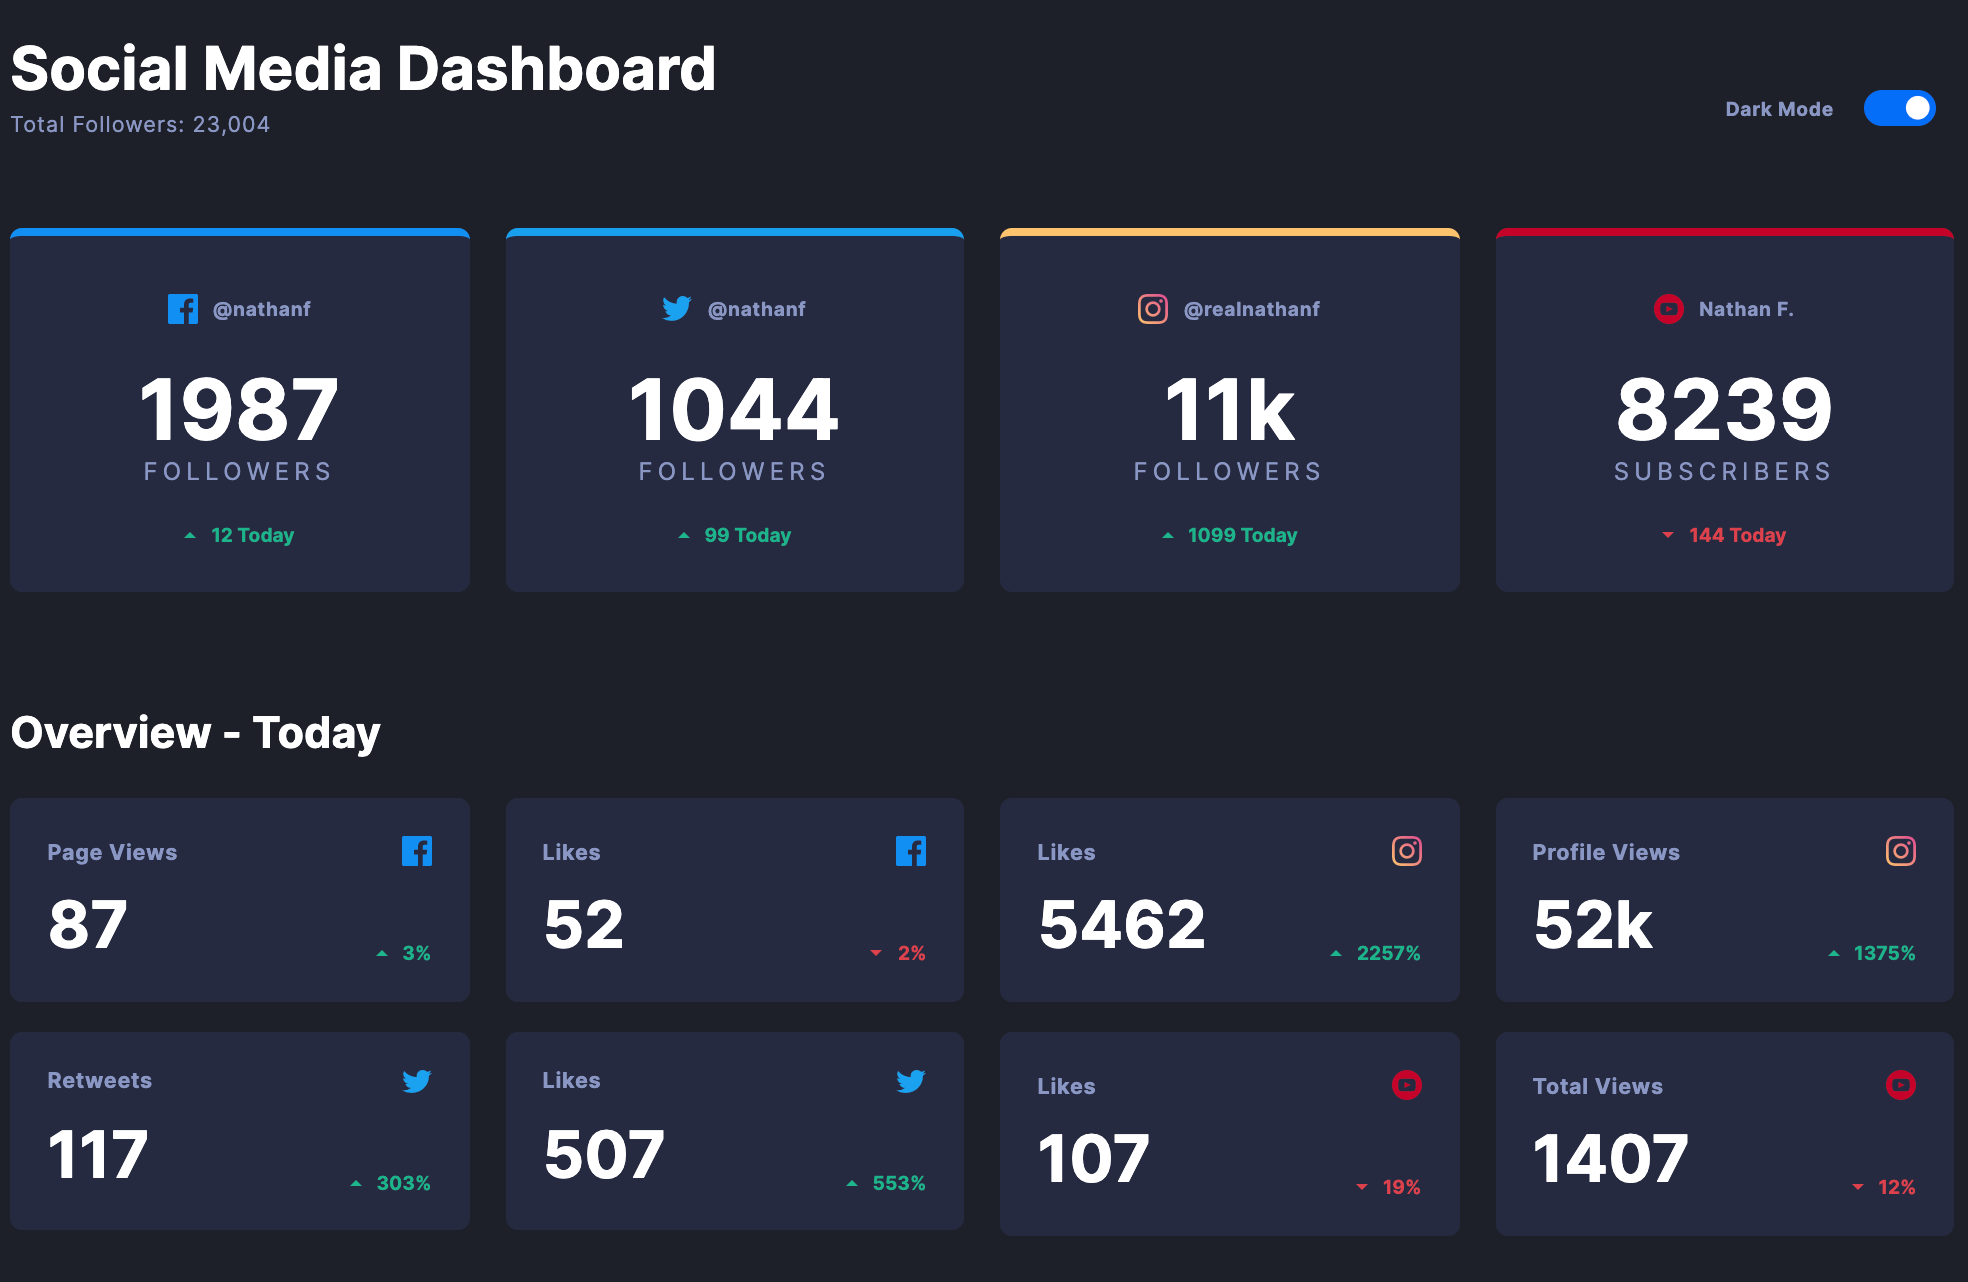 Social Media Dashboard
Total Followers: 23,004
Dark Mode
@nathanf
1987
FOLLOWERS
12 Today
@nathanf
1044
FOLLOWERS
99 Today
@realnathanf
11k
FOLLOWERS
1099 Today
Nathan F.
8239
SUBSCRIBERS
144 Today
Overview - Today
Page Views
87
3%
Likes
52
2%
Likes
5462
2257%
Profile Views
52k
1375%
Retweets
117
303%
Likes
507
553%
Likes
107
19%
Total Views
1407
12%